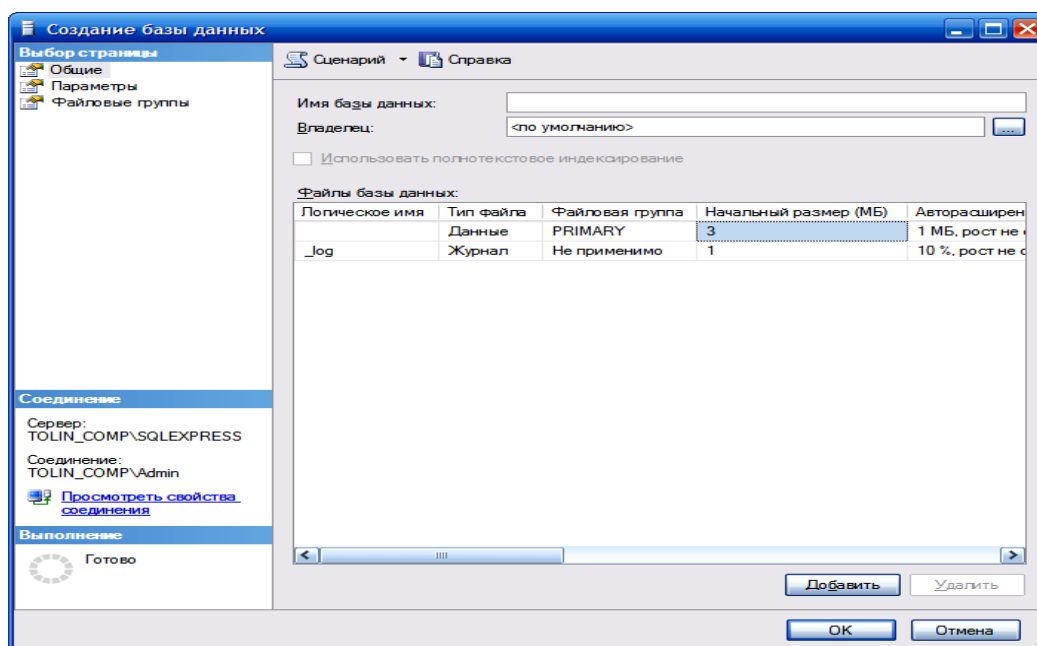 Создание базы данных
Выбор страницы
Общие
Параметры
Файловые группы
Сценарий
Справка
Имя базы данных:
Владелец:
<по умолчанию>
...
Использовать полнотекстовое индексирование
Файлы базы данных:
Логическое имя Тип файла Файловая группа Начальный размер (МБ) Авторасширен
Данные PRIMARY 3 1 МБ, рост не
_log Журнал Не применимо 1 10 %, рост не
Соединение
Сервер:
TOLIN_COMP\SQLEXPRESS
Соединение:
TOLIN_COMP\Admin
Просмотреть свойства
соединения
Выполнение
Готово
Добавить
Удалить
OK
Отмена